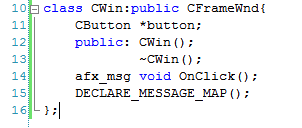 10 class CWin:public CFrameWnd{
11 CButton *button;
12 public: CWin();
13 ~CWin();
14 afx_msg void OnClick();
15 DECLARE_MESSAGE_MAP();
16 };